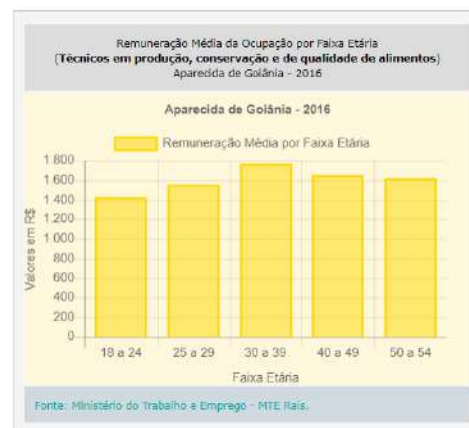 Remuneração Média da Ocupação por Faixa Etária
(Técnicos em produção, conservação e de qualidade de alimentos)
Aparecida de Goiânia - 2016
Aparecida de Goiânia - 2016
Remuneração Média por Faixa Etária
Valores em R$
1.800
1.600
1.400
1.200
1.000
800
600
400
200
0
18 a 24 25 a 29 30 a 39 40 a 49 50 a 54
Faixa Etária
Fonte: Ministério do Trabalho e Emprego - MTE Rais.